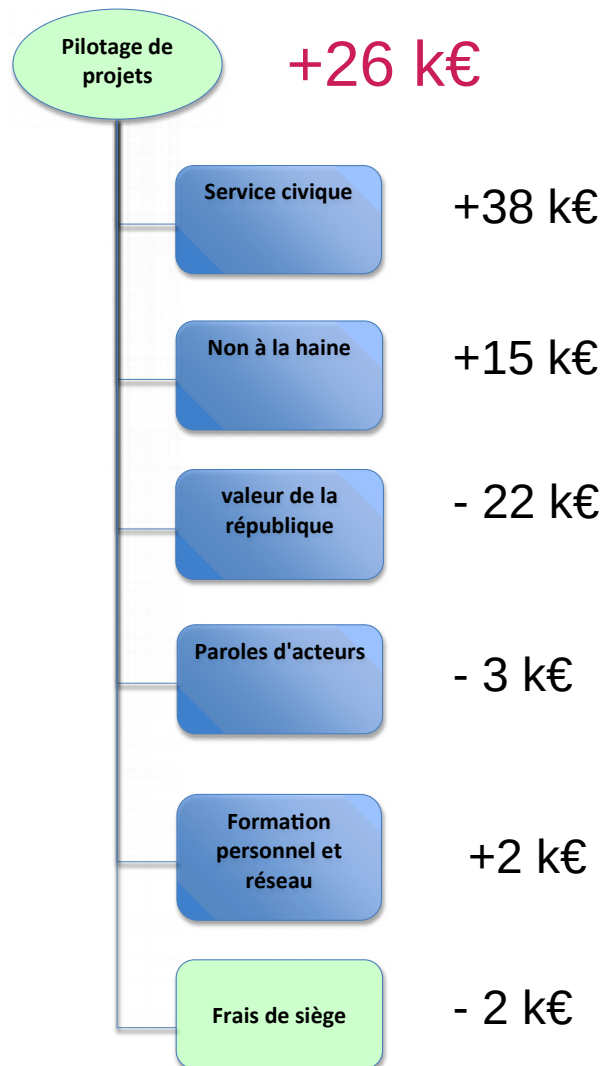 Pilotage de
projets
+26 k€
Service civique
+38 k€
Non à la haine
+15 k€
valeur de la
république
- 22 k€
Paroles d'acteurs
- 3 k€
Formation
personnel et
réseau
+2 k€
Frais de siège
- 2 k€